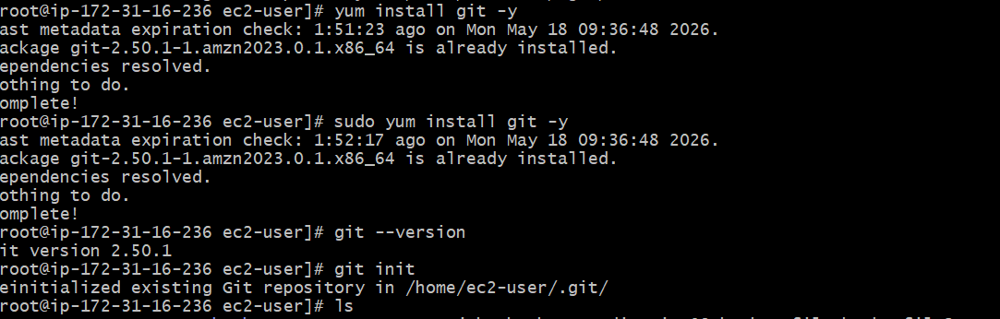 root@ip-172-31-16-236 ec2-user]# yum install git -y
ast metadata expiration check: 1:51:23 ago on Mon May 18 09:36:48 2026.
ackage git-2.50.1-1.amzn2023.0.1.x86_64 is already installed.
ependencies resolved.
othing to do.
omplete!
root@ip-172-31-16-236 ec2-user]# sudo yum install git -y
ast metadata expiration check: 1:52:17 ago on Mon May 18 09:36:48 2026.
ackage git-2.50.1-1.amzn2023.0.1.x86_64 is already installed.
ependencies resolved.
othing to do.
omplete!
root@ip-172-31-16-236 ec2-user]# git --version
it version 2.50.1
root@ip-172-31-16-236 ec2-user]# git init
einitialized existing Git repository in /home/ec2-user/.git/
root@ip-172-31-16-236 ec2-user]# ls